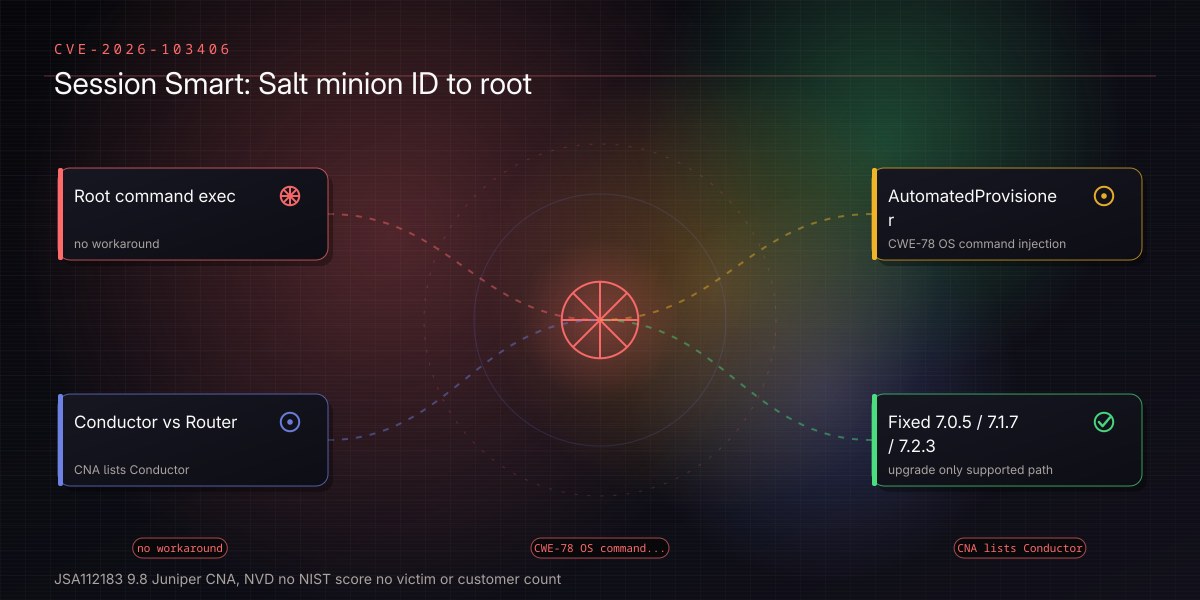 CVE-2026-103406
Session Smart: Salt minion ID to root
Root command exec
no workaround
AutomatedProvisione
r
CWE-78 OS command injection
Conductor vs Router
CNA lists Conductor
Fixed 7.0.5 / 7.1.7
/ 7.2.3
upgrade only supported path
no workaround
CWE-78 OS command...
CNA lists Conductor
JSA112183 9.8 Juniper CNA, NVD no NIST score no victim or customer count